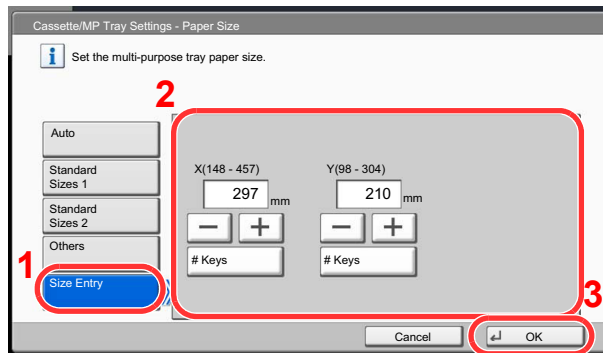 Cassette/MP Tray Settings - Paper Size
Set the multi-purpose tray paper size.
2
Auto
Standard
Sizes 1
Standard
Sizes 2
Others
1
Size Entry
X(148 - 457)
297 mm
− +
# Keys
Y(98 - 304)
210 mm
− +
# Keys
3
Cancel
OK